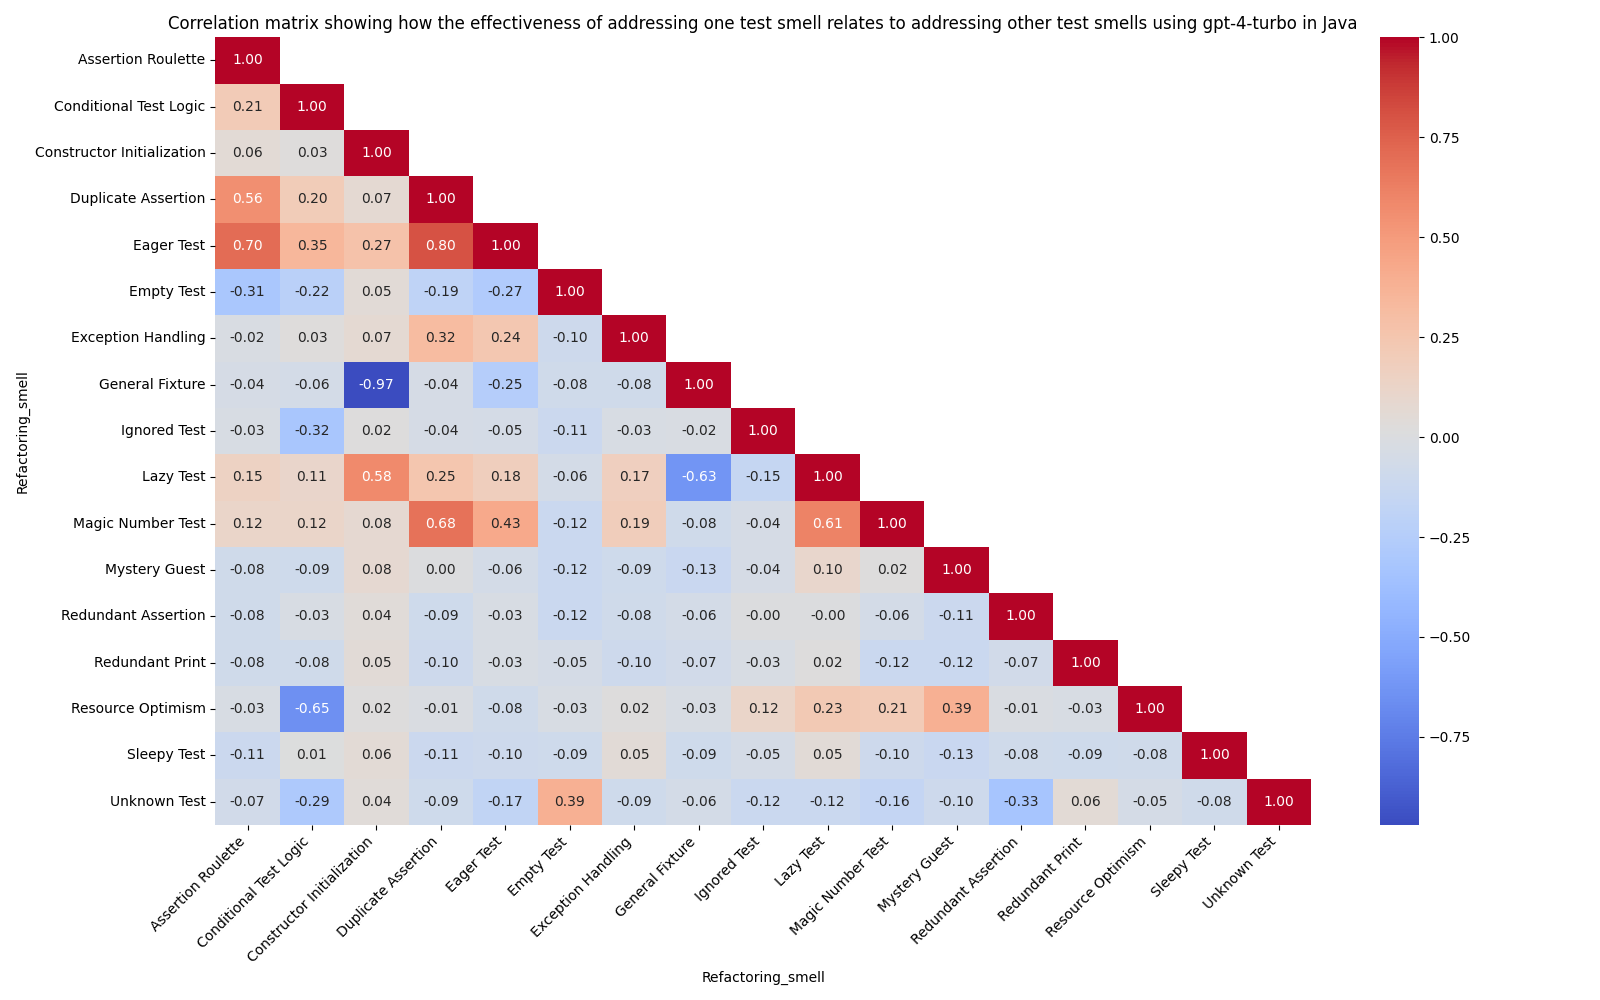 Correlation matrix showing how the effectiveness of addressing one test smell relates to addressing other test smells using gpt-4-turbo in Java
Refactoring_smell
Assertion Roulette 1.00
Conditional Test Logic 0.21 1.00
Constructor Initialization 0.06 0.03 1.00
Duplicate Assertion 0.56 0.20 0.07 1.00
Eager Test 0.70 0.35 0.27 0.80 1.00
Empty Test -0.31 -0.22 0.05 -0.19 -0.27 1.00
Exception Handling -0.02 0.03 0.07 0.32 0.24 -0.10 1.00
General Fixture -0.04 -0.06 -0.97 -0.04 -0.25 -0.08 -0.08 1.00
Ignored Test -0.03 -0.32 0.02 -0.04 -0.05 -0.11 -0.03 -0.02 1.00
Lazy Test 0.15 0.11 0.58 0.25 0.18 -0.06 0.17 -0.63 -0.15 1.00
Magic Number Test 0.12 0.12 0.08 0.68 0.43 -0.12 0.19 -0.08 -0.04 0.61 1.00
Mystery Guest -0.08 -0.09 0.08 0.00 -0.06 -0.12 -0.09 -0.13 -0.04 0.10 0.02 1.00
Redundant Assertion -0.08 -0.03 0.04 -0.09 -0.03 -0.12 -0.08 -0.06 -0.00 -0.00 -0.06 -0.11 1.00
Redundant Print -0.08 -0.08 0.05 -0.10 -0.03 -0.05 -0.10 -0.07 -0.03 0.02 -0.12 -0.12 -0.07 1.00
Resource Optimism -0.03 -0.65 0.02 -0.01 -0.08 -0.03 0.02 -0.03 0.12 0.23 0.21 0.39 -0.01 -0.03 1.00
Sleepy Test -0.11 0.01 0.06 -0.11 -0.10 -0.09 0.05 -0.09 -0.05 0.05 -0.10 -0.13 -0.08 -0.09 -0.08 1.00
Unknown Test -0.07 -0.29 0.04 -0.09 -0.17 0.39 -0.09 -0.06 -0.12 -0.12 -0.16 -0.10 -0.33 0.06 -0.05 -0.08 1.00
Assertion Roulette
Conditional Test Logic
Constructor Initialization
Duplicate Assertion
Eager Test
Empty Test
Exception Handling
General Fixture
Ignored Test
Lazy Test
Magic Number Test
Mystery Guest
Redundant Assertion
Redundant Print
Resource Optimism
Sleepy Test
Unknown Test
Refactoring_smell
1.00
0.75
0.50
0.25
0.00
−0.25
−0.50
−0.75